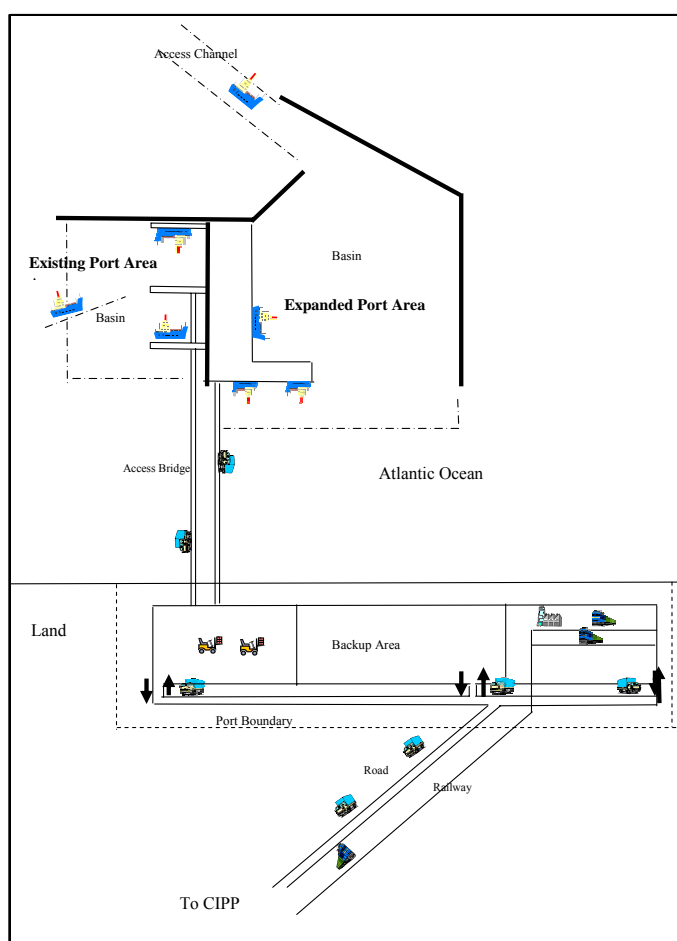 Access Channel
Existing Port Area
Basin
Expanded Port Area
Basin
Access Bridge
Atlantic Ocean
Land
Backup Area
Port Boundary
Road
Railway
To CIPP